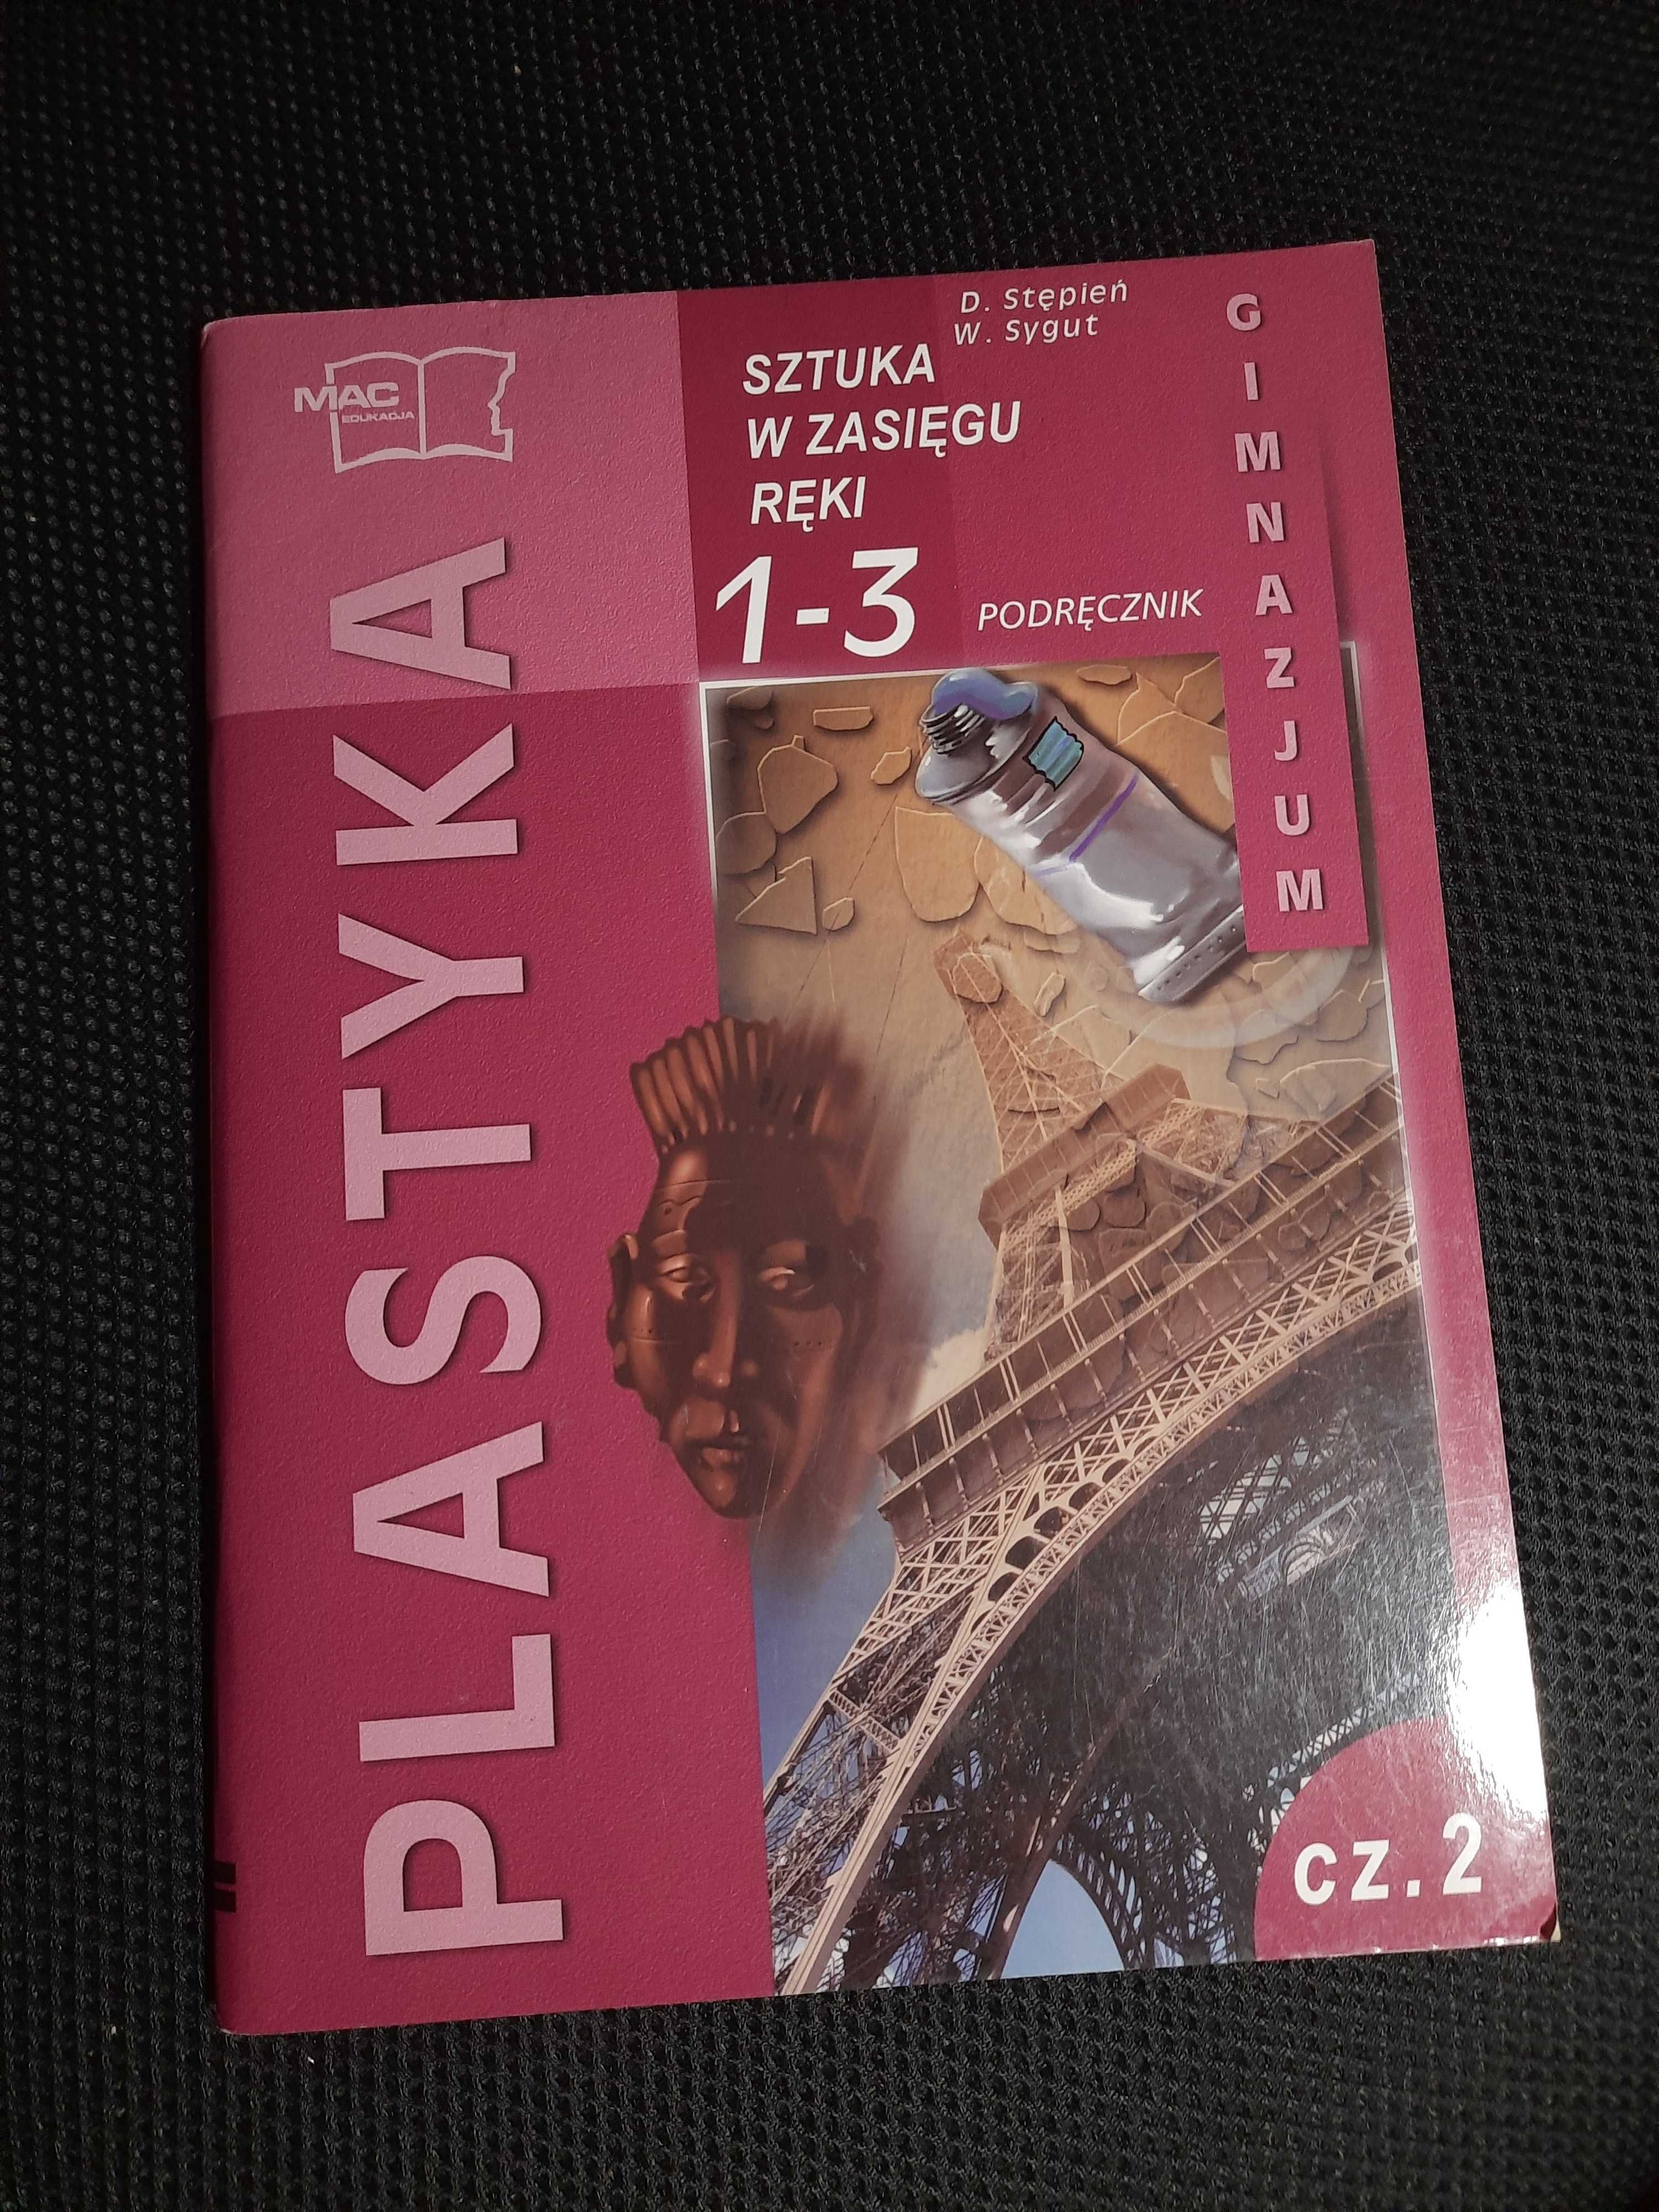 MAC
EDUKACJA
D. Stępień
W. Sygut
SZTUKA
W ZASIĘGU
RĘKI
1-3
PODRĘCZNIK
GIMNAZJUM
PLASTYKA
cz. 2